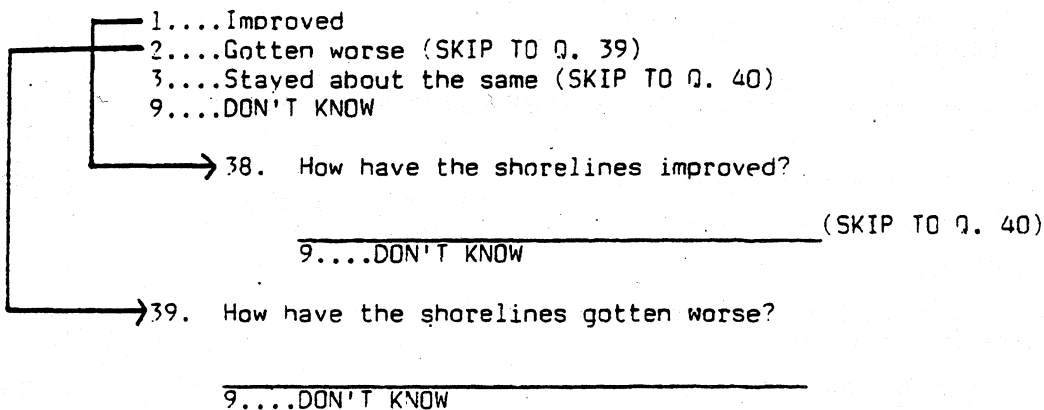 1....Improved
2....Gotten worse (SKIP TO Q. 39)
3....Stayed about the same (SKIP TO Q. 40)
9....DON'T KNOW
38. How have the shorelines improved?
(SKIP TO Q. 40)
9....DON'T KNOW
39. How have the shorelines gotten worse?
9....DON'T KNOW